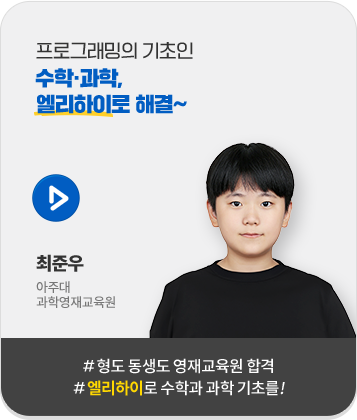 프로그래밍의 기초인
수학·과학,
엘리하이로 해결~
최준우
아주대
과학영재교육원
# 형도 동생도 영재교육원 합격
# 엘리하이로 수학과 과학 기초를!